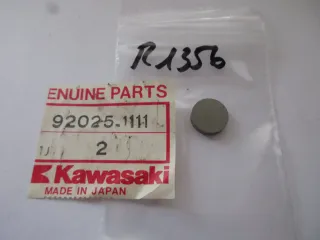 R1356
ENUINE PARTS
92025-1111
2
Kawasaki
MADE IN JAPAN